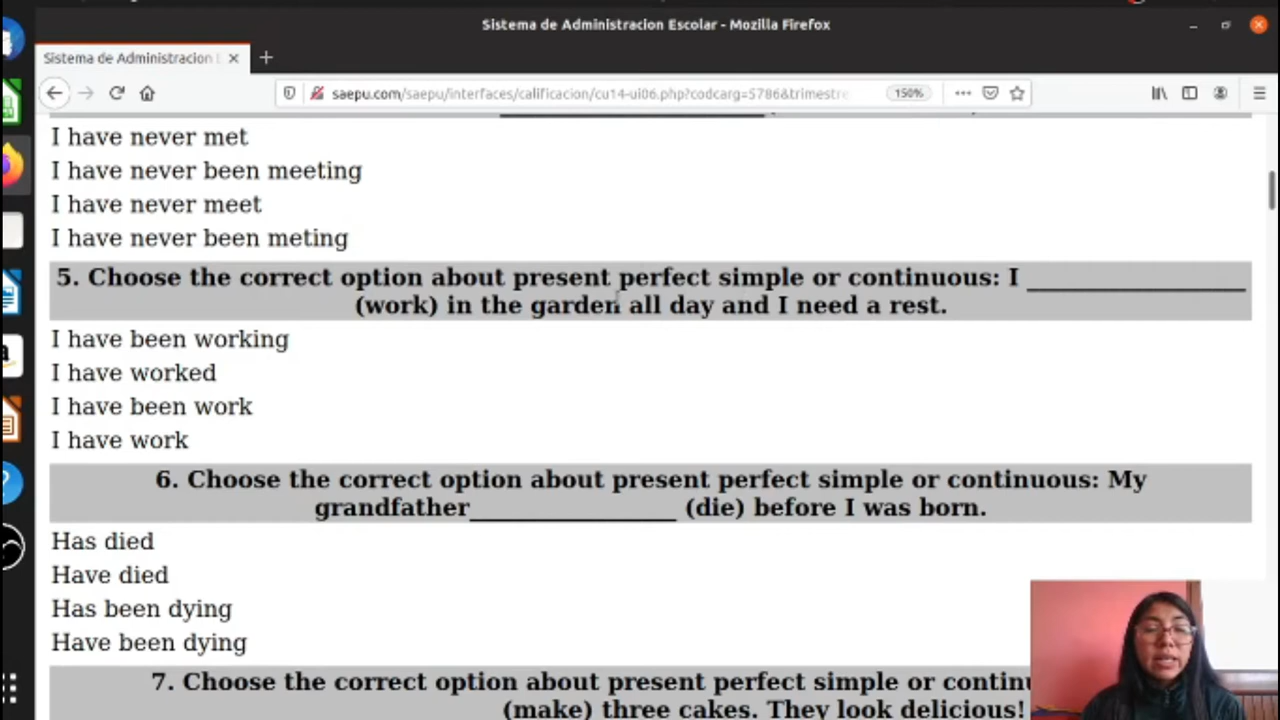 Sistema de Administracion Escolar - Mozilla Firefox
Sistema de Administracion
saepu.com/saepu/interfaces/calificacion/cu14-ui06.php?codcarg=5786&trimestre
150%
I have never met
I have never been meeting
I have never meet
I have never been meting
5. Choose the correct option about present perfect simple or continuous: I ________________
(work) in the garden all day and I need a rest.
I have been working
I have worked
I have been work
I have work
6. Choose the correct option about present perfect simple or continuous: My
grandfather_______________ (die) before I was born.
Has died
Have died
Has been dying
Have been dying
7. Choose the correct option about present perfect simple or
(make) three cakes. They look delicious!